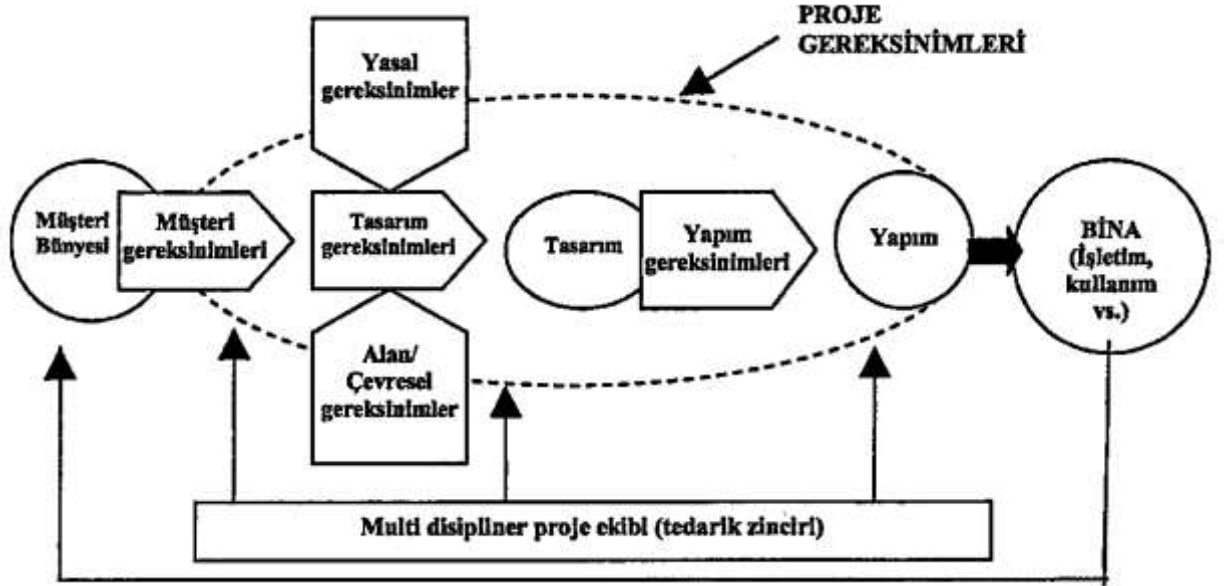 PROJE
GEREKSİNİMLERİ
Yasal
gereksinimler
Müşteri
Bünyesi
Müşteri
gereksinimleri
Tasarım
gereksinimleri
Tasarım
Yapım
gereksinimleri
Yapım
BİNA
(İşletim,
kullanım
vs.)
Alan/
Çevresel
gereksinimler
Multi disipliner proje ekibi (tedarik zinciri)